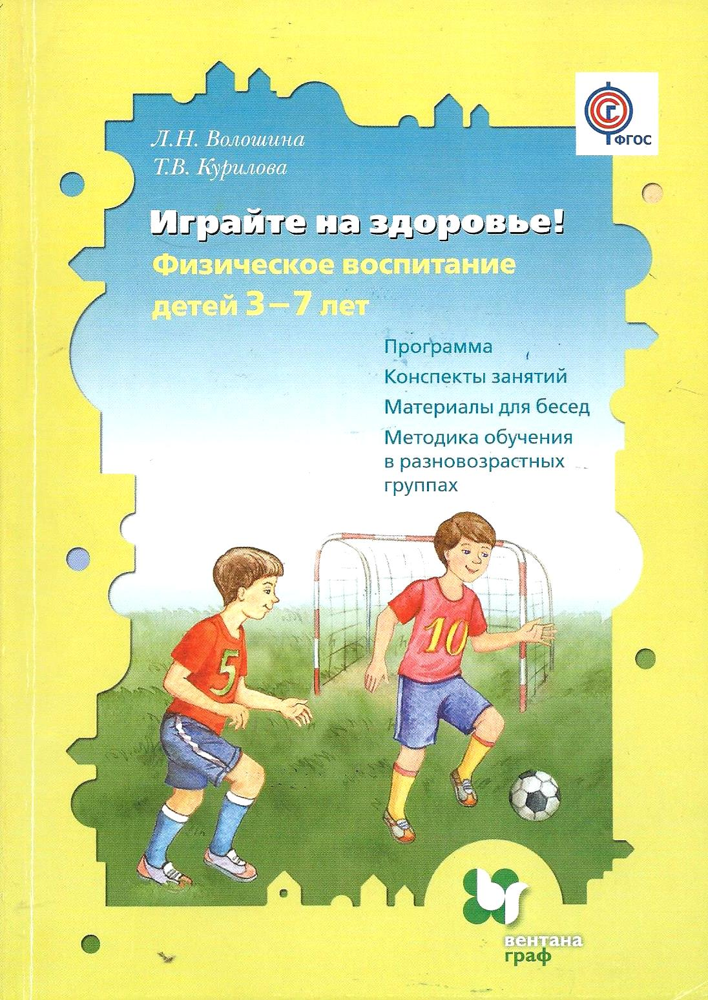 Л.Н. Волошина
Т.В. Курилова
ФГОС
Играйте на здоровье!
Физическое воспитание
детей 3–7 лет
Программа
Конспекты занятий
Материалы для бесед
Методика обучения
в разновозрастных
группах
5
10
вентана
граф